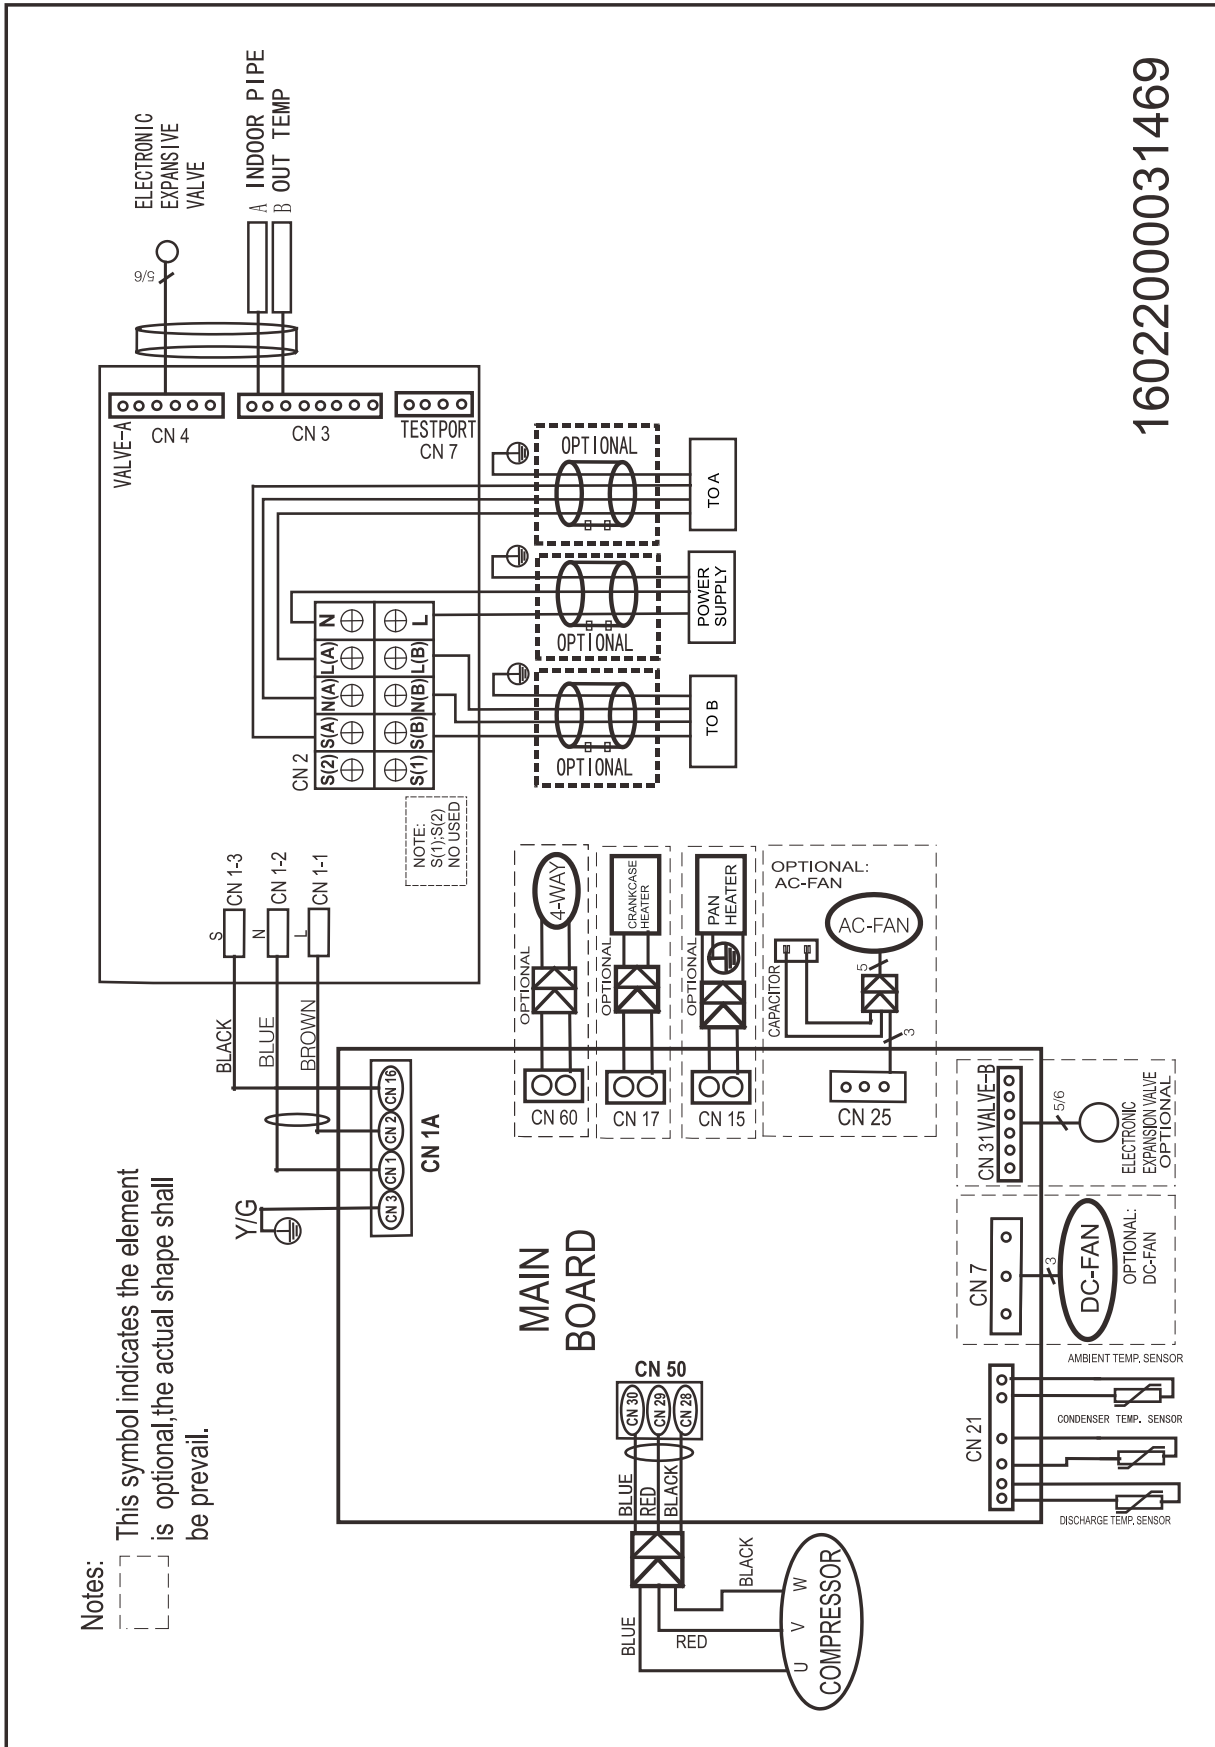 Notes:
This symbol indicates the element
is optional,the actual shape shall
be prevail.
ELECTRONIC
EXPANSIVE
VALVE
5/6
A INDOOR PIPE
B OUT TEMP
16022000031469
VALVE-A
CN 4
CN 3
TESTPORT
CN 7
OPTIONAL
TO A
POWER
SUPPLY
OPTIONAL
TO B
OPTIONAL
CN 2
S(2)
S(A)
N(A)
L(A)
N
S(1)
S(B)
N(B)
L(B)
L
NOTE:
S(1);S(2)
NO USED
S
CN 1-3
N
CN 1-2
L
CN 1-1
BLACK
BLUE
BROWN
Y/G
CN 3
CN 1
CN 2
CN 16
CN 1A
OPTIONAL
4-WAY
CN 60
OPTIONAL
CRANKCASE
HEATER
CN 17
OPTIONAL
PAN
HEATER
CN 15
OPTIONAL:
AC-FAN
CAPACITOR
AC-FAN
5
3
CN 25
CN 31 VALVE-B
5/6
ELECTRONIC
EXPANSION VALVE
OPTIONAL
CN 7
3
DC-FAN
OPTIONAL:
DC-FAN
MAIN
BOARD
CN 50
CN 30
CN 29
CN 28
BLUE
RED
BLACK
BLUE
RED
BLACK
U
V
W
COMPRESSOR
CN 21
AMBIENT TEMP. SENSOR
CONDENSER TEMP. SENSOR
DISCHARGE TEMP. SENSOR